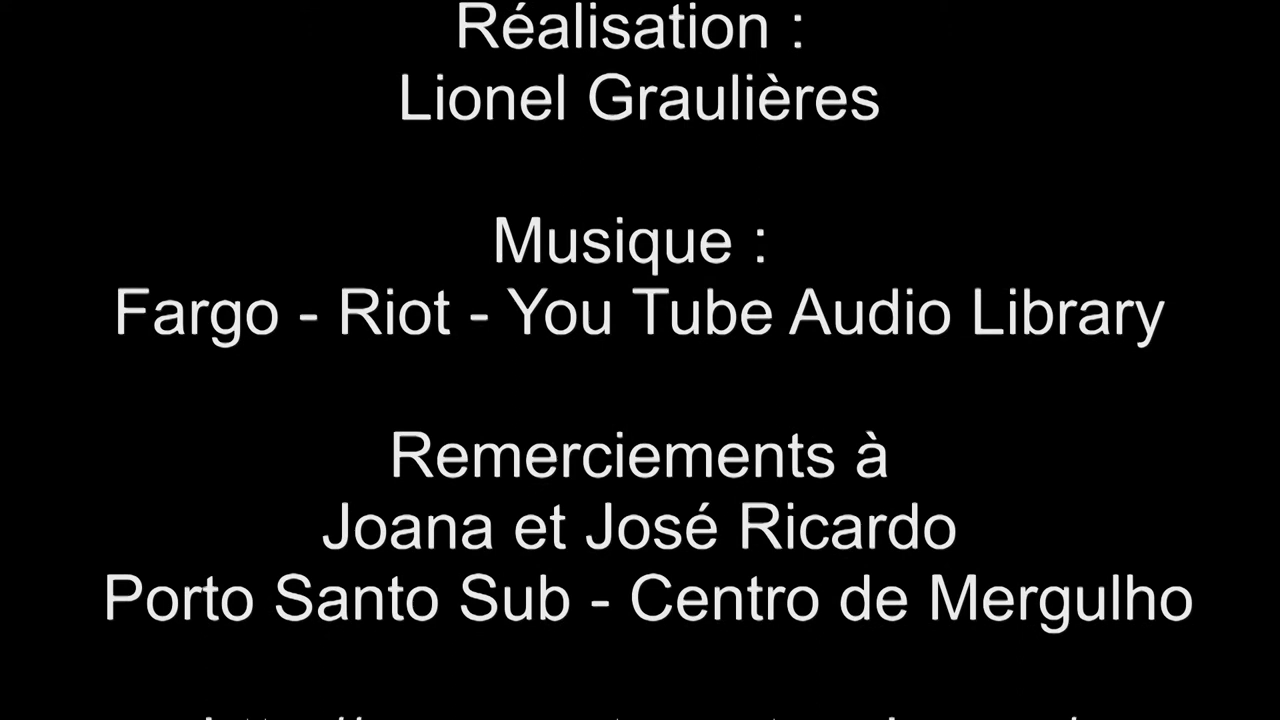 Réalisation :
Lionel Graulières
Musique :
Fargo - Riot - You Tube Audio Library
Remerciements à
Joana et José Ricardo
Porto Santo Sub - Centro de Mergulho